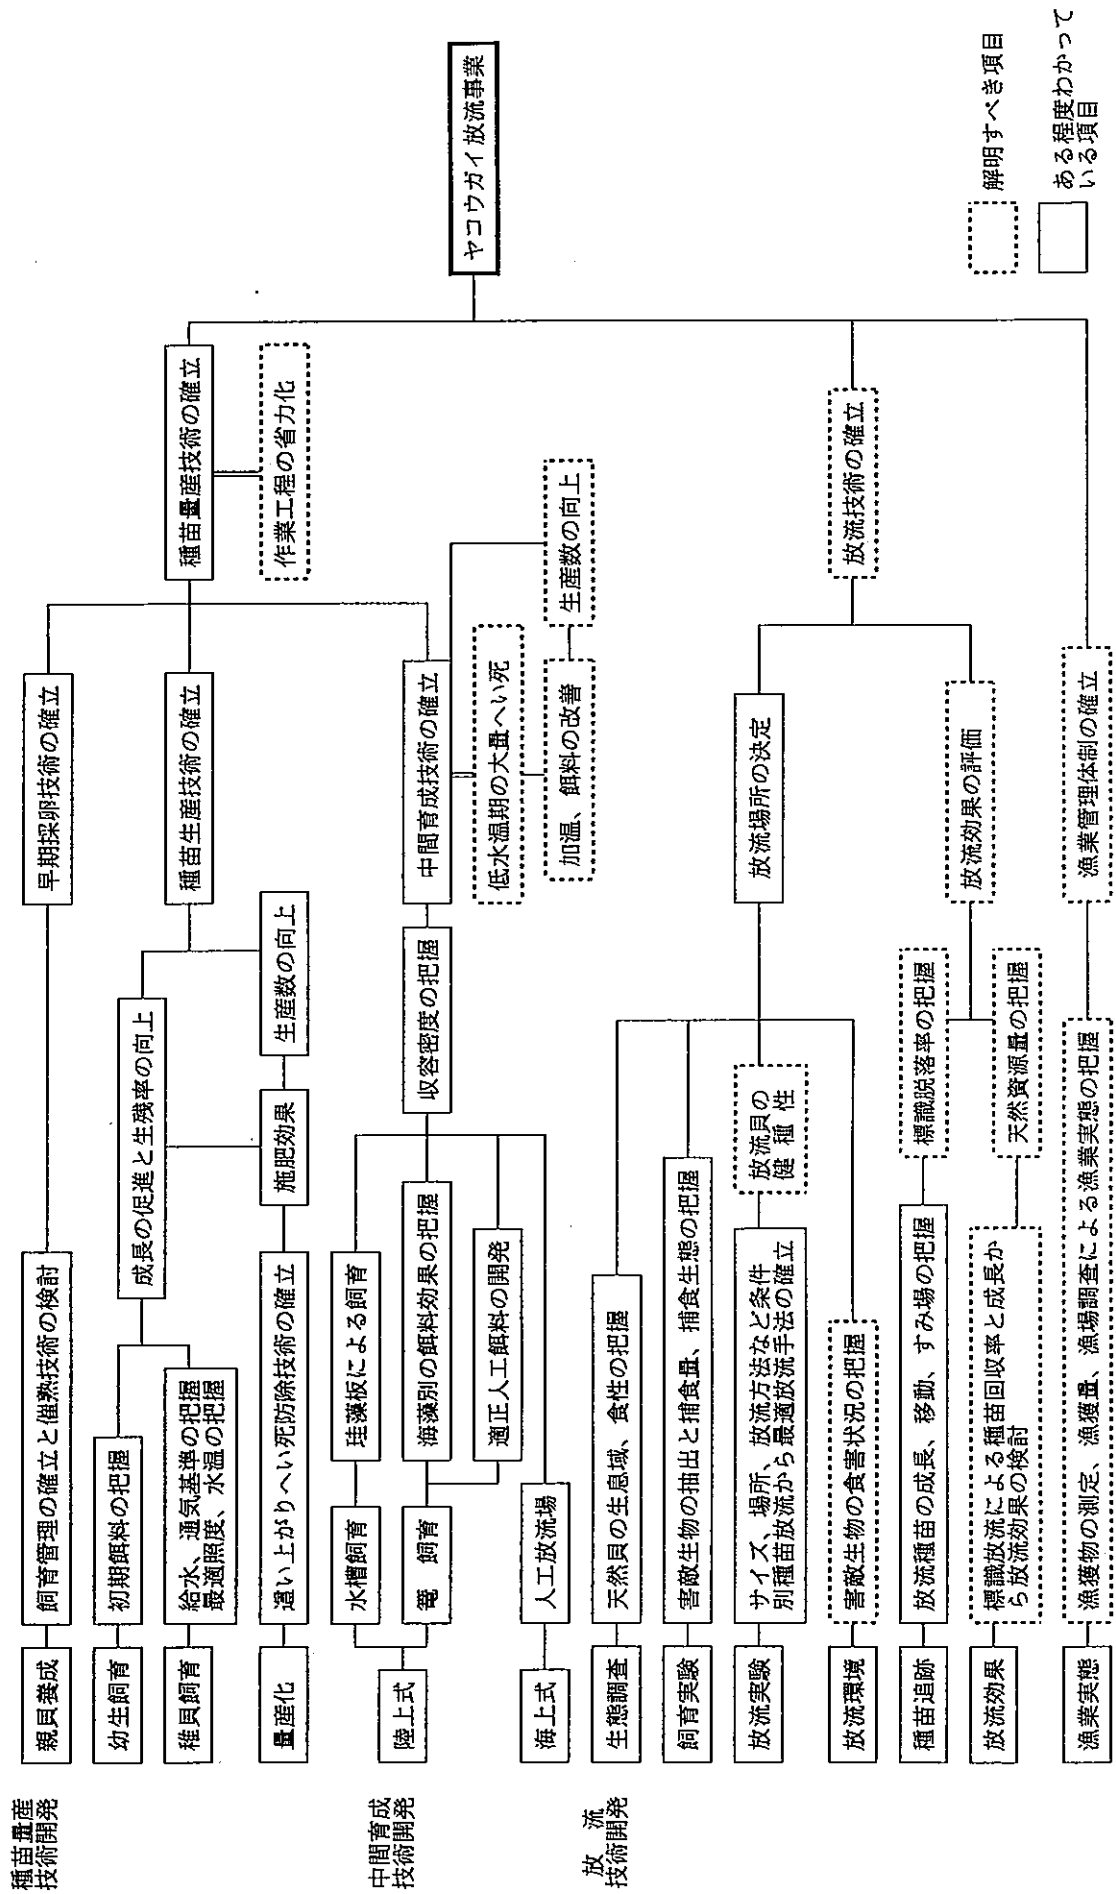 種苗量産
技術開発
親貝養成
飼育管理の確立と催熟技術の検討
早期採卵技術の確立
幼生飼育
初期餌料の把握
成長の促進と生残率の向上
種苗生産技術の確立
種苗量産技術の確立
稚貝飼育
給水、通気基準の把握
最適照度、水温の把握
量産化
這い上がりへい死防除技術の確立
施肥効果
生産数の向上
作業工程の省力化
中間育成
技術開発
陸上式
水槽飼育
珪藻板による飼育
収容密度の把握
中間育成技術の確立
篭 飼育
海藻別の餌料効果の把握
適正人工餌料の開発
低水温期の大量へい死
加温、餌料の改善
生産数の向上
海上式
人工放流場
ヤコウガイ放流事業
放 流
技術開発
生態調査
天然貝の生息域、食性の把握
飼育実験
害敵生物の抽出と捕食量、捕食生態の把握
放流実験
サイズ、場所、放流方法など条件
別種苗放流から最適放流手法の確立
放流貝の
健 種 性
放流場所の決定
放流技術の確立
放流環境
害敵生物の食害状況の把握
種苗追跡
放流種苗の成長、移動、すみ場の把握
標識脱落率の把握
放流効果の評価
放流効果
標識放流による種苗回収率と成長か
ら放流効果の検討
天然資源量の把握
漁業実態
漁獲物の測定、漁獲量、漁場調査による漁業実態の把握
漁業管理体制の確立
解明すべき項目
ある程度わかって
いる項目